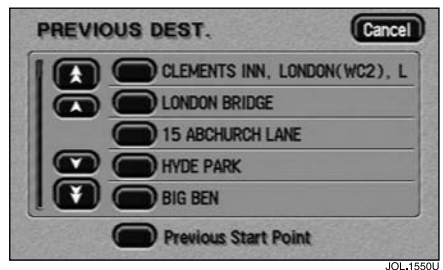 PREVIOUS DEST.
Cancel
CLEMENTS INN, LONDON(WC2), L
LONDON BRIDGE
15 ABCHURCH LANE
HYDE PARK
BIG BEN
Previous Start Point
JOL.1550U